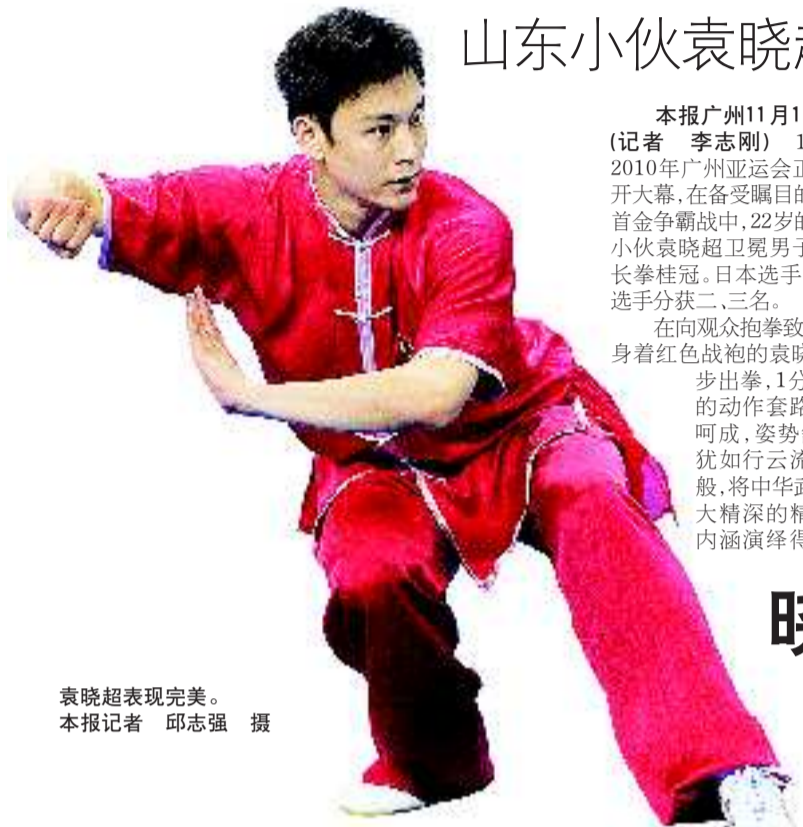 山东小伙袁晓超
本报广州11月1
(记者 李志刚) 1
2010年广州亚运会正
开大幕,在备受瞩目的
首金争霸战中,22岁的
小伙袁晓超卫冕男子
长拳桂冠。日本选手
选手分获二、三名。
在向观众抱拳致
身着红色战袍的袁晓
步出拳,1分
的动作套路
呵成,姿势
犹如行云流
般,将中华武
大精深的精
内涵演绎得
袁晓超表现完美。
本报记者 邱志强 摄